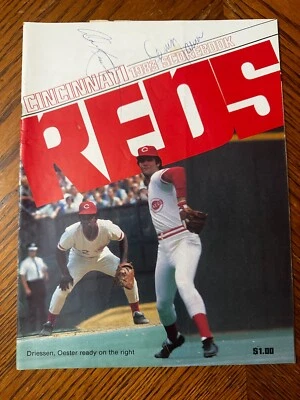 CINCINNATI 1982 SCOREBOOK
REDS
Driessen, Oester ready on the right
$1.00